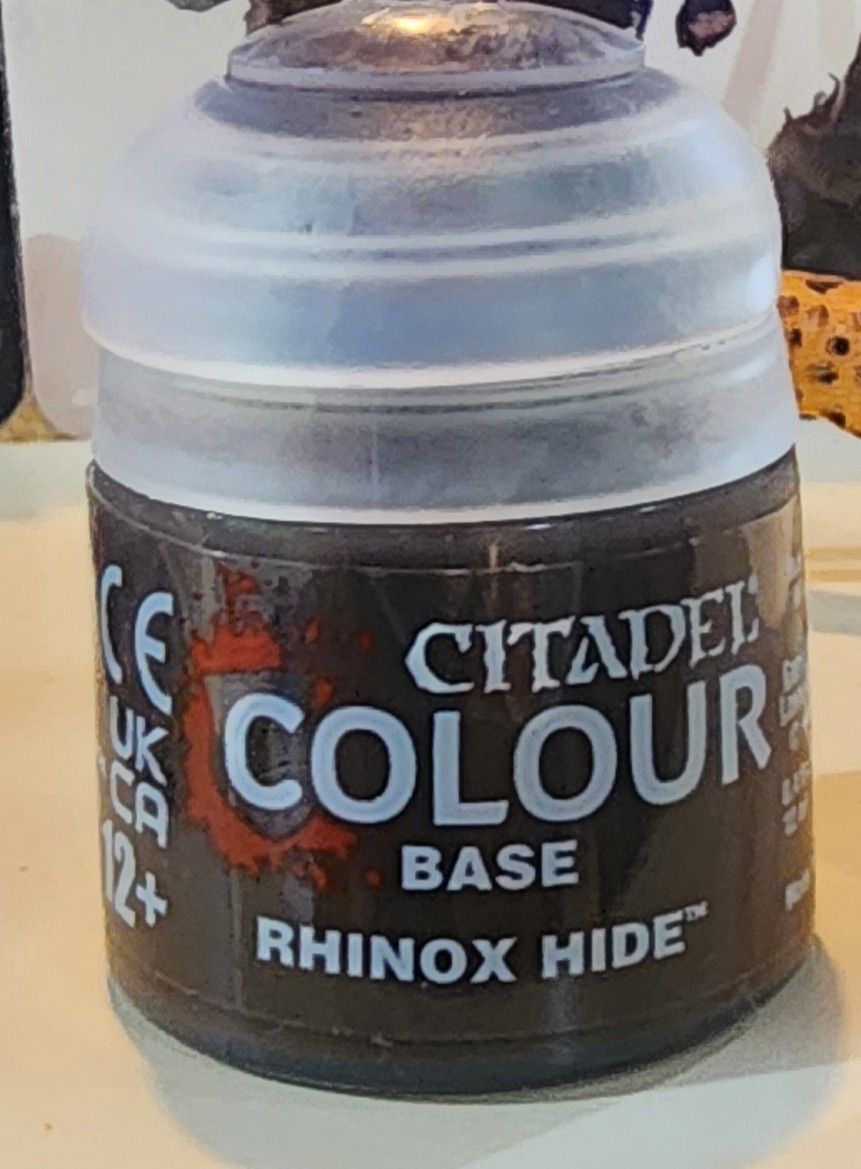 CE
UK
CA
12+
CITADEL
COLOUR
BASE
RHINOX HIDE™